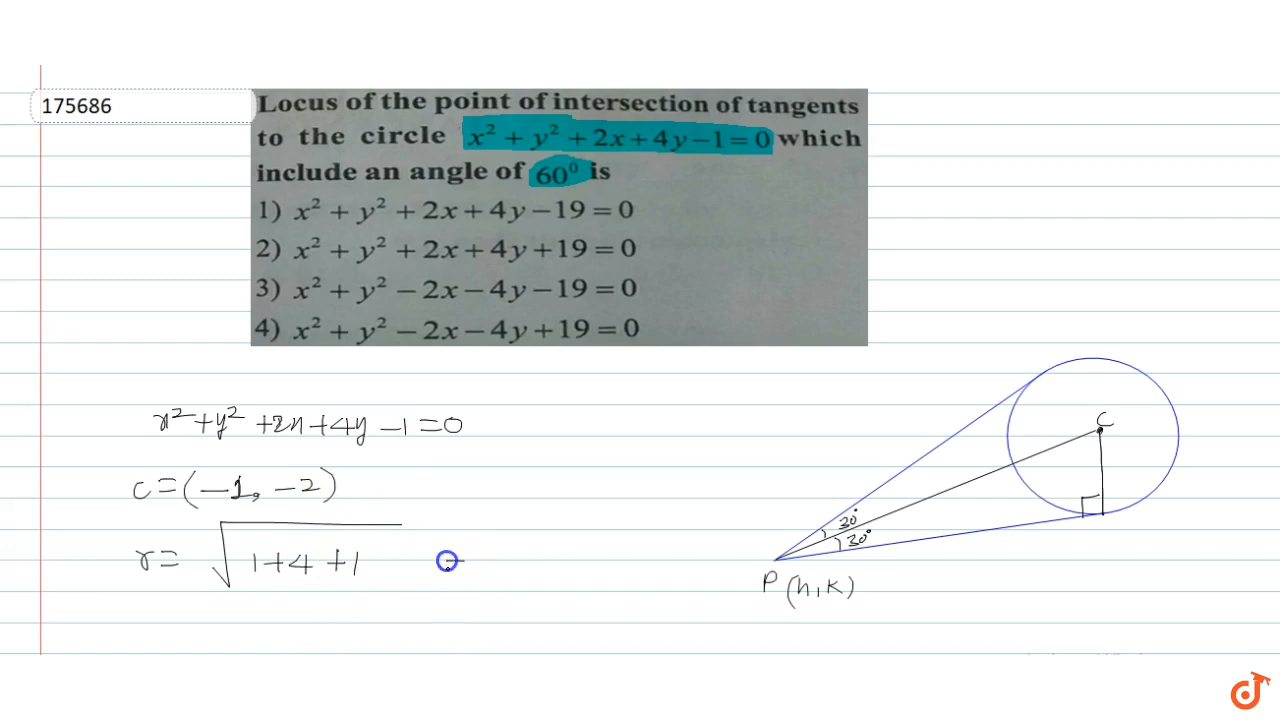 175686
Locus of the point of intersection of tangents
to the circle x² + y² + 2x + 4y − 1 = 0 which
include an angle of 60⁰ is
1) x² + y² + 2x + 4y − 19 = 0
2) x² + y² + 2x + 4y + 19 = 0
3) x² + y² − 2x − 4y − 19 = 0
4) x² + y² − 2x − 4y + 19 = 0
x² + y² + 2x + 4y − 1 = 0
C = (−1, −2)
r = √1 + 4 + 1
C
30°
30°
P (h, K)